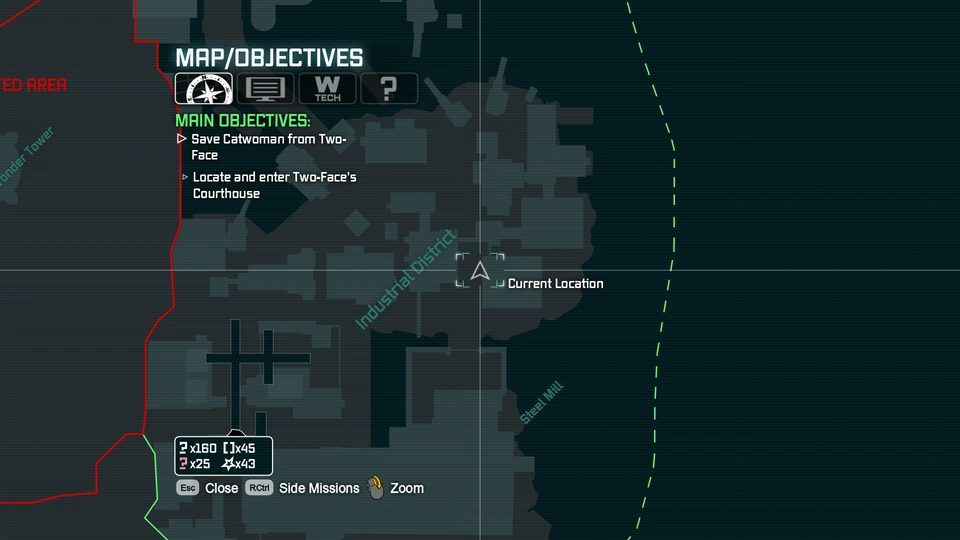 MAP/OBJECTIVES
W
TECH
?
TED AREA
MAIN OBJECTIVES:
Save Catwoman from Two-
Face
Locate and enter Two-Face's
Courthouse
onder Tower
Industrial District
Current Location
Steel Mill
?x160 []x45
?x25 x43
Esc Close RCtrl Side Missions Zoom